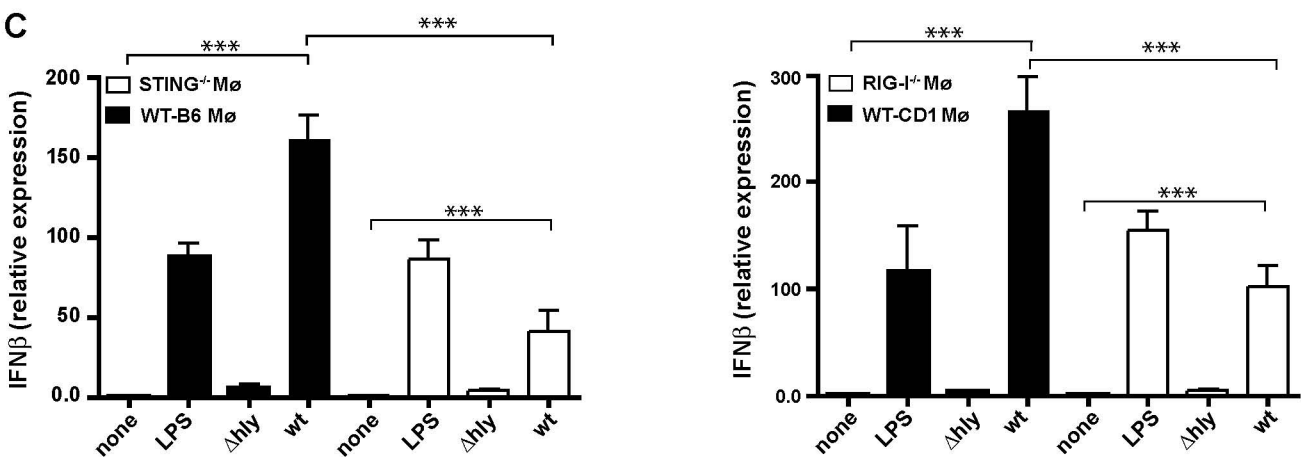 C
***
***
200
150
100
50
0.0
IFNβ (relative expression)
STING⁻/⁻ Mø
WT-B6 Mø
***
none LPS Δhly wt none LPS Δhly wt
***
***
300
200
100
0.0
IFNβ (relative expression)
RIG-I⁻/⁻ Mø
WT-CD1 Mø
***
none LPS Δhly wt none LPS Δhly wt